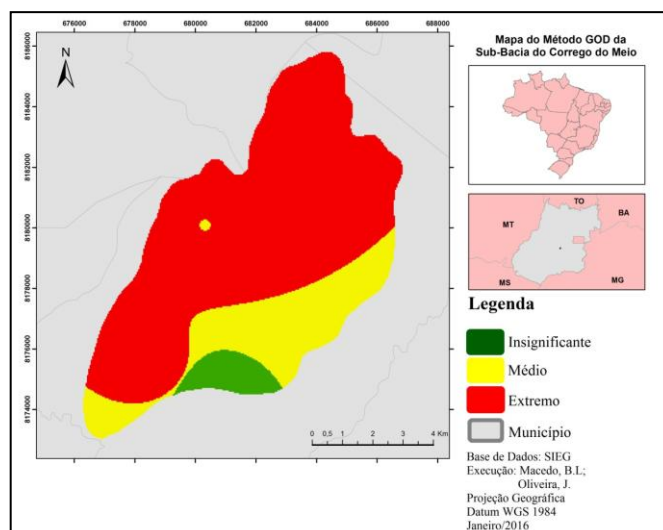 676000
678000
680000
682000
684000
686000
688000
Mapa do Método GOD da
Sub-Bacia do Corrego do Meio
N
8186000
8184000
8182000
8180000
8178000
8176000
8174000
TO
BA
MT
MS
MG
Legenda
Insignificante
Médio
Extremo
Município
0 0,5 1 2 3 4 Km
Base de Dados: SIEG
Execução: Macedo, B.L;
Oliveira, J.
Projeção Geográfica
Datum WGS 1984
Janeiro/2016